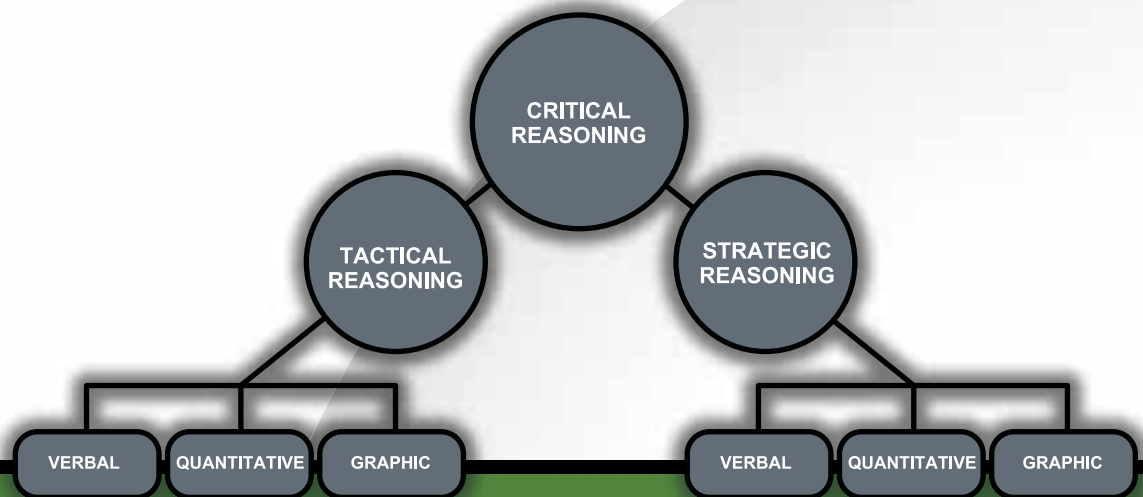 CRITICAL
REASONING
TACTICAL
REASONING
STRATEGIC
REASONING
VERBAL
QUANTITATIVE
GRAPHIC
VERBAL
QUANTITATIVE
GRAPHIC